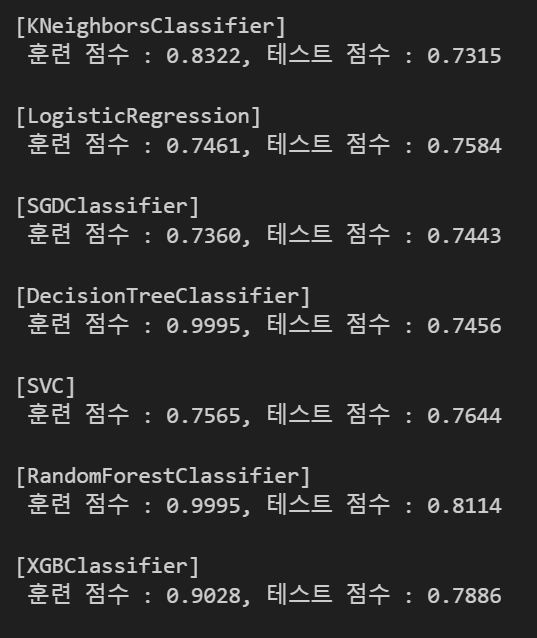 [KNeighborsClassifier]
훈련 점수 : 0.8322, 테스트 점수 : 0.7315
[LogisticRegression]
훈련 점수 : 0.7461, 테스트 점수 : 0.7584
[SGDClassifier]
훈련 점수 : 0.7360, 테스트 점수 : 0.7443
[DecisionTreeClassifier]
훈련 점수 : 0.9995, 테스트 점수 : 0.7456
[SVC]
훈련 점수 : 0.7565, 테스트 점수 : 0.7644
[RandomForestClassifier]
훈련 점수 : 0.9995, 테스트 점수 : 0.8114
[XGBClassifier]
훈련 점수 : 0.9028, 테스트 점수 : 0.7886